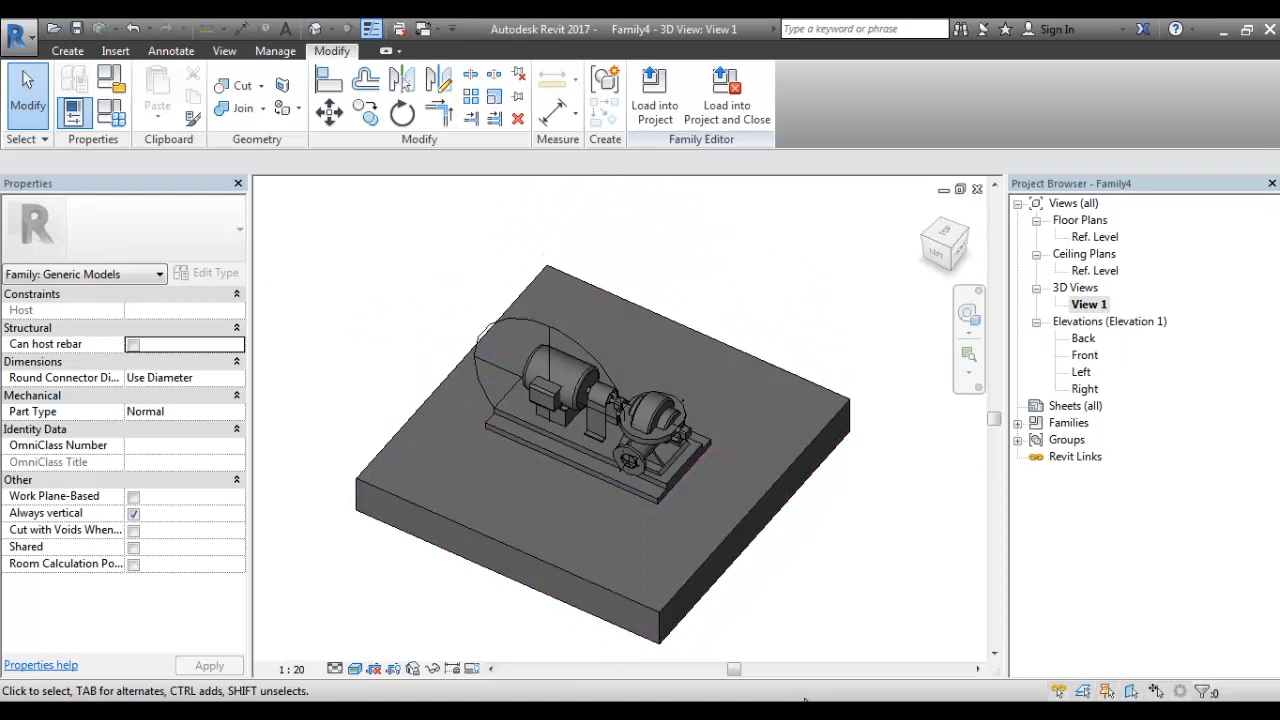 Autodesk Revit 2017 - Family4 - 3D View: View 1
Type a keyword or phrase
Sign In
Create Insert Annotate View Manage Modify
Modify
Paste
Cut
Join
Load into Project
Load into Project and Close
Select Properties Clipboard Geometry Modify Measure Create Family Editor
Properties
R
Family: Generic Models
Edit Type
Constraints
Host
Structural
Can host rebar
Dimensions
Round Connector Di... Use Diameter
Mechanical
Part Type Normal
Identity Data
OmniClass Number
OmniClass Title
Other
Work Plane-Based
Always vertical
Cut with Voids When...
Shared
Room Calculation Po...
Properties help
Apply
TOP
LEFT
1 : 20
Project Browser - Family4
Views (all)
Floor Plans
Ref. Level
Ceiling Plans
Ref. Level
3D Views
View 1
Elevations (Elevation 1)
Back
Front
Left
Right
Sheets (all)
Families
Groups
Revit Links
Click to select, TAB for alternates, CTRL adds, SHIFT unselects.
:0